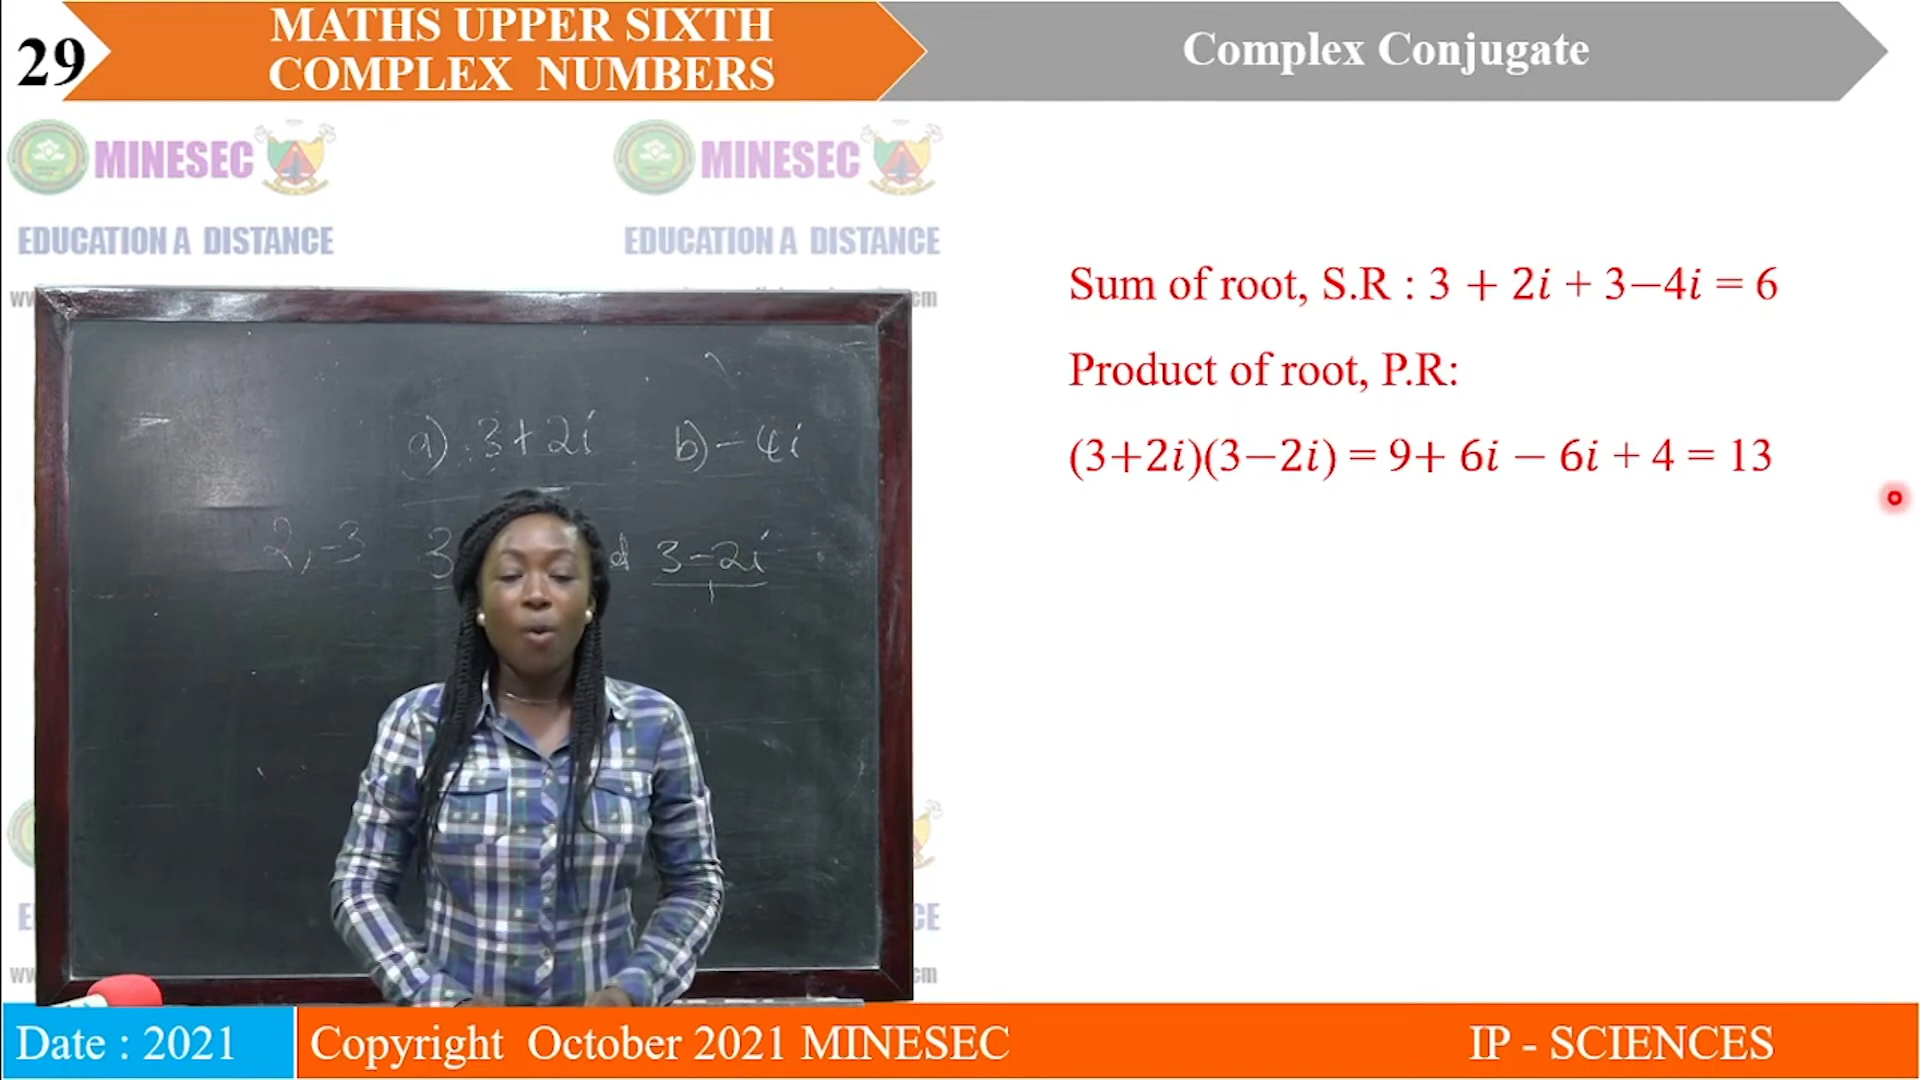 29
MATHS UPPER SIXTH
COMPLEX NUMBERS
Complex Conjugate
MINESEC
MINESEC
EDUCATION A DISTANCE
EDUCATION A DISTANCE
Sum of root, S.R : 3 + 2i + 3−4i = 6
Product of root, P.R:
(3+2i)(3−2i) = 9+ 6i − 6i + 4 = 13
a) 3+2i b) -4i
2, -3 3 d 3-2i
Date : 2021
Copyright October 2021 MINESEC
IP - SCIENCES